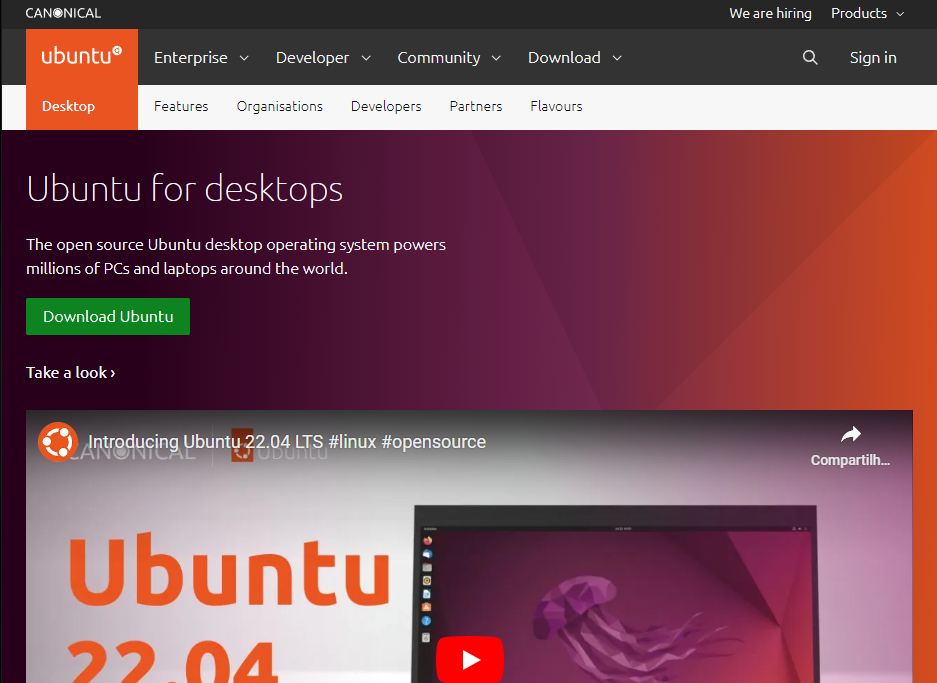 CANONICAL
We are hiring Products
ubuntu
Enterprise Developer Community Download Sign in
Desktop Features Organisations Developers Partners Flavours
Ubuntu for desktops
The open source Ubuntu desktop operating system powers
millions of PCs and laptops around the world.
Download Ubuntu
Take a look ›
Introducing Ubuntu 22.04 LTS #linux #opensource
CANONICAL ubuntu
Compartilh...
Ubuntu
22.04